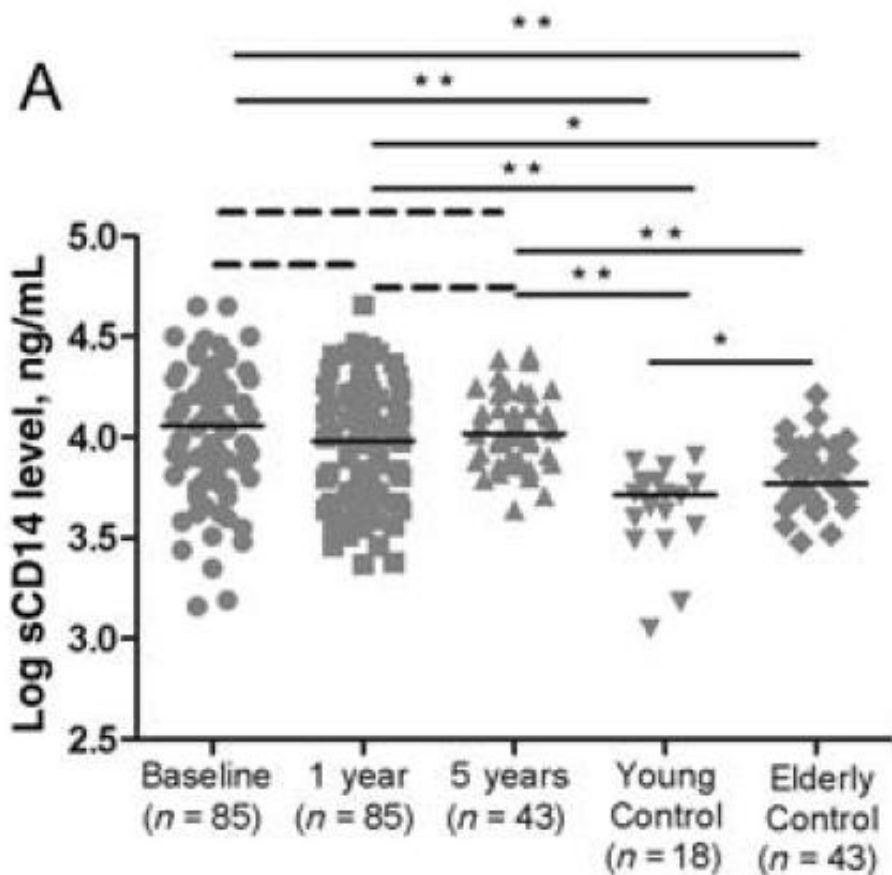 A
**
**
*
**
**
**
*
Log sCD14 level, ng/mL
5.0
4.5
4.0
3.5
3.0
2.5
Baseline
(n = 85)
1 year
(n = 85)
5 years
(n = 43)
Young
Control
(n = 18)
Elderly
Control
(n = 43)